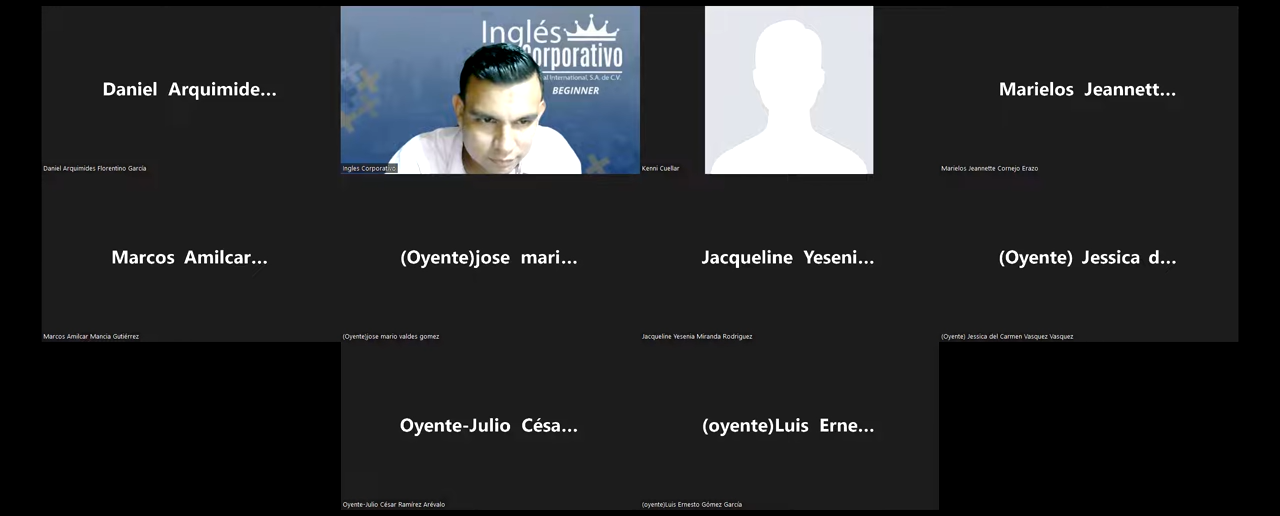 Daniel Arquimide...
Daniel Arquimides Florentino García
Inglés
Corporativo
al International, S.A. de C.V.
BEGINNER
Ingles Corporativo
Kenni Cuellar
Marielos Jeannett...
Marielos Jeannette Cornejo Erazo
Marcos Amilcar...
Marcos Amilcar Mancia Gutiérrez
(Oyente)jose mari...
(Oyente)jose mario valdes gomez
Jacqueline Yeseni...
Jacqueline Yesenia Miranda Rodriguez
(Oyente) Jessica d...
(Oyente) Jessica del Carmen Vasquez Vasquez
Oyente-Julio Césa...
Oyente-Julio César Ramírez Arévalo
(oyente)Luis Erne...
(oyente)Luis Ernesto Gómez García